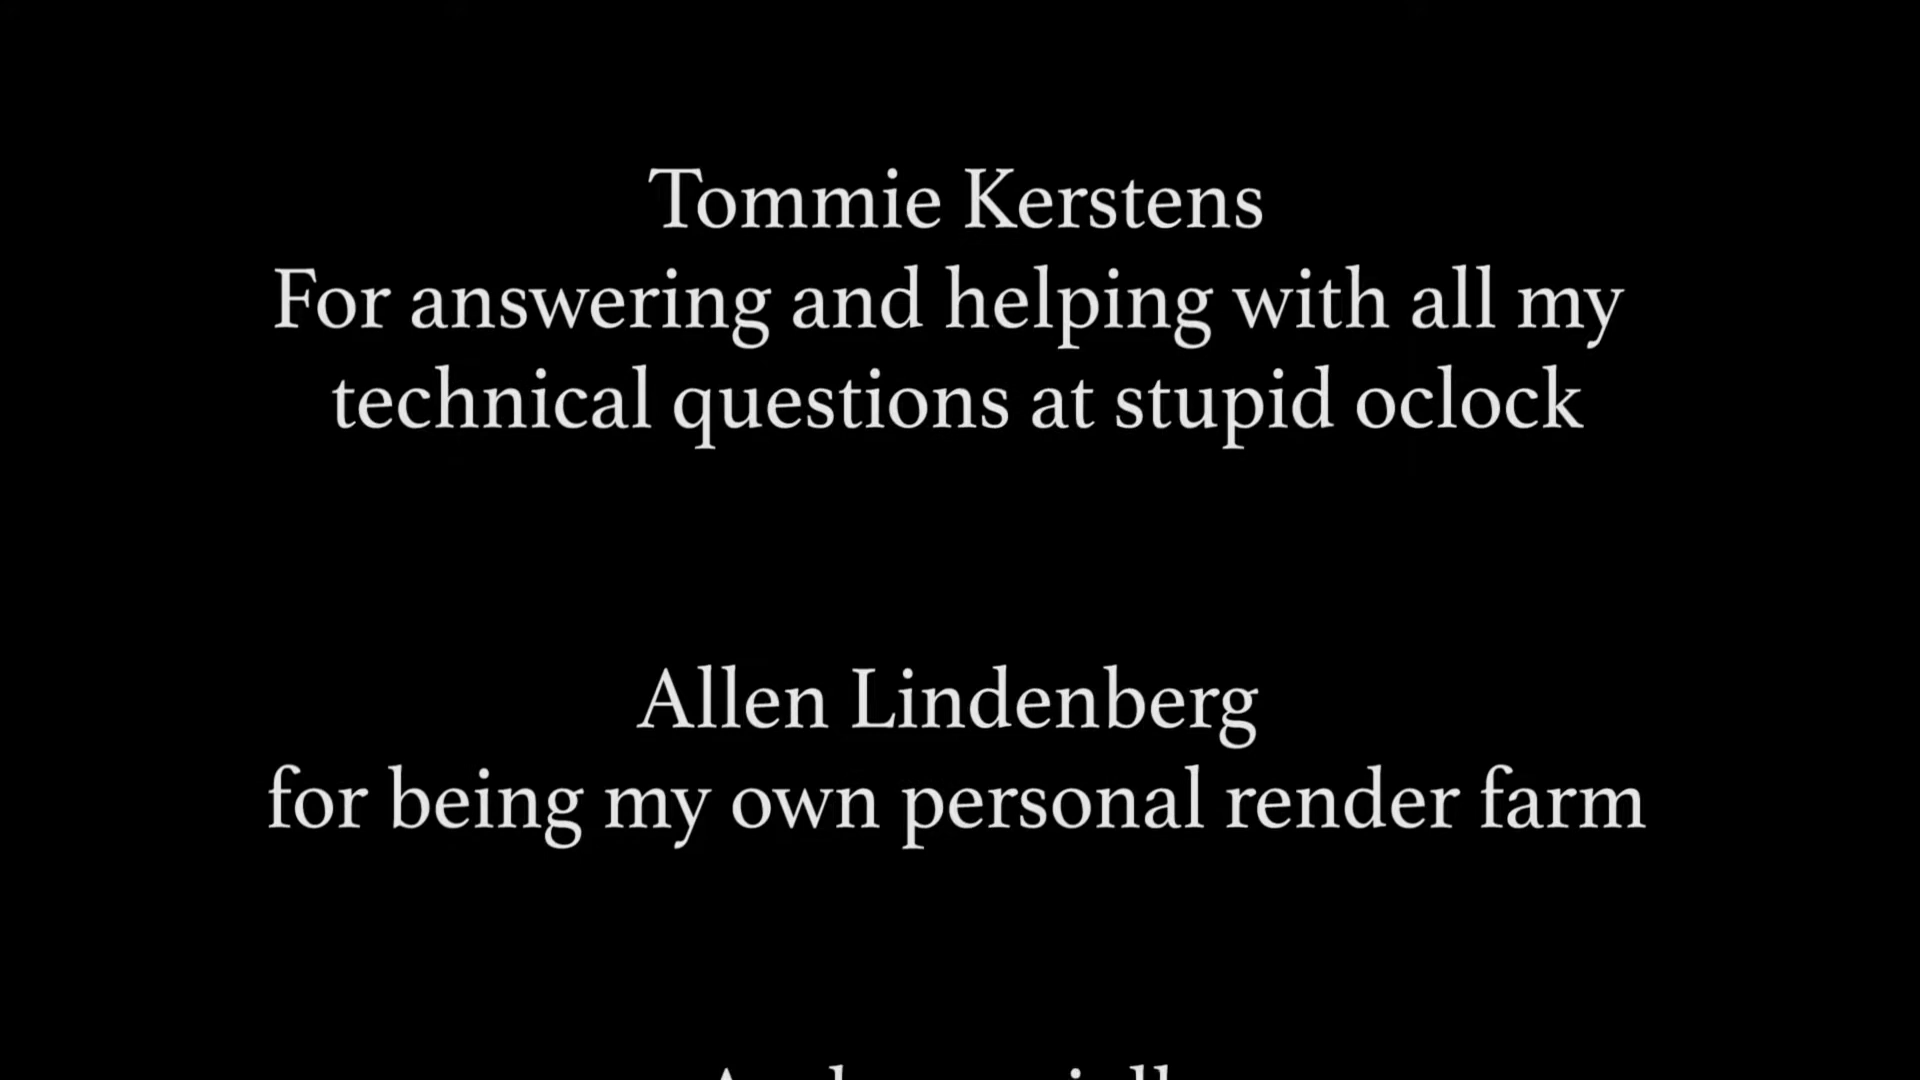 Tommie Kerstens
For answering and helping with all my
technical questions at stupid oclock
Allen Lindenberg
for being my own personal render farm